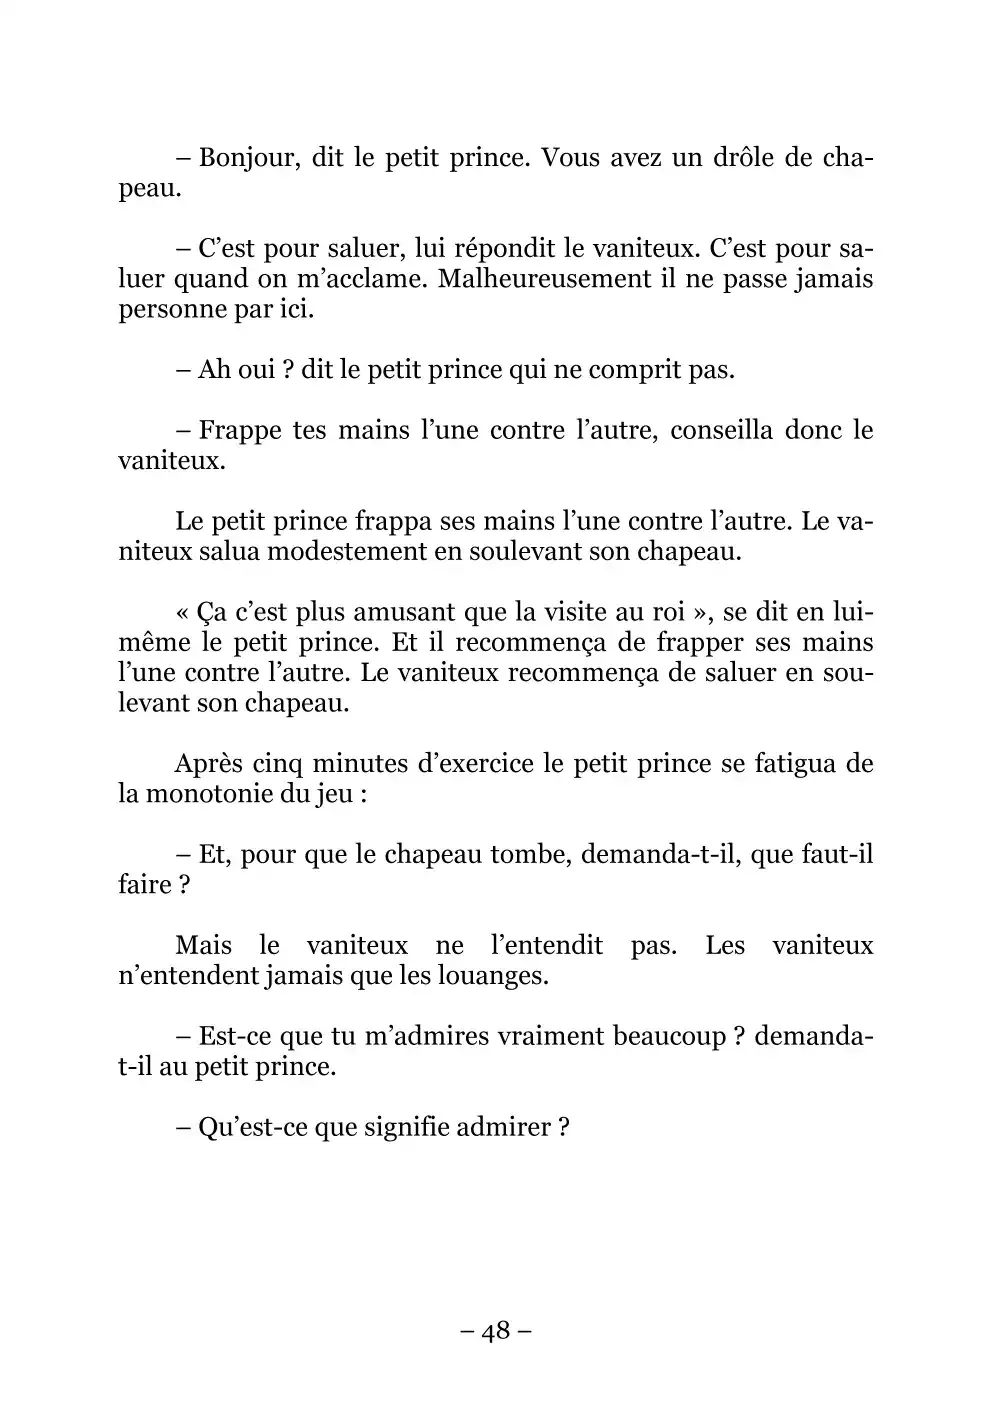 – Bonjour, dit le petit prince. Vous avez un drôle de cha-
peau.
– C’est pour saluer, lui répondit le vaniteux. C’est pour sa-
luer quand on m’acclame. Malheureusement il ne passe jamais
personne par ici.
– Ah oui ? dit le petit prince qui ne comprit pas.
– Frappe tes mains l’une contre l’autre, conseilla donc le
vaniteux.
Le petit prince frappa ses mains l’une contre l’autre. Le va-
niteux salua modestement en soulevant son chapeau.
« Ça c’est plus amusant que la visite au roi », se dit en lui-
même le petit prince. Et il recommença de frapper ses mains
l’une contre l’autre. Le vaniteux recommença de saluer en sou-
levant son chapeau.
Après cinq minutes d’exercice le petit prince se fatigua de
la monotonie du jeu :
– Et, pour que le chapeau tombe, demanda-t-il, que faut-il
faire ?
Mais le vaniteux ne l’entendit pas. Les vaniteux
n’entendent jamais que les louanges.
– Est-ce que tu m’admires vraiment beaucoup ? demanda-
t-il au petit prince.
– Qu’est-ce que signifie admirer ?
– 48 –